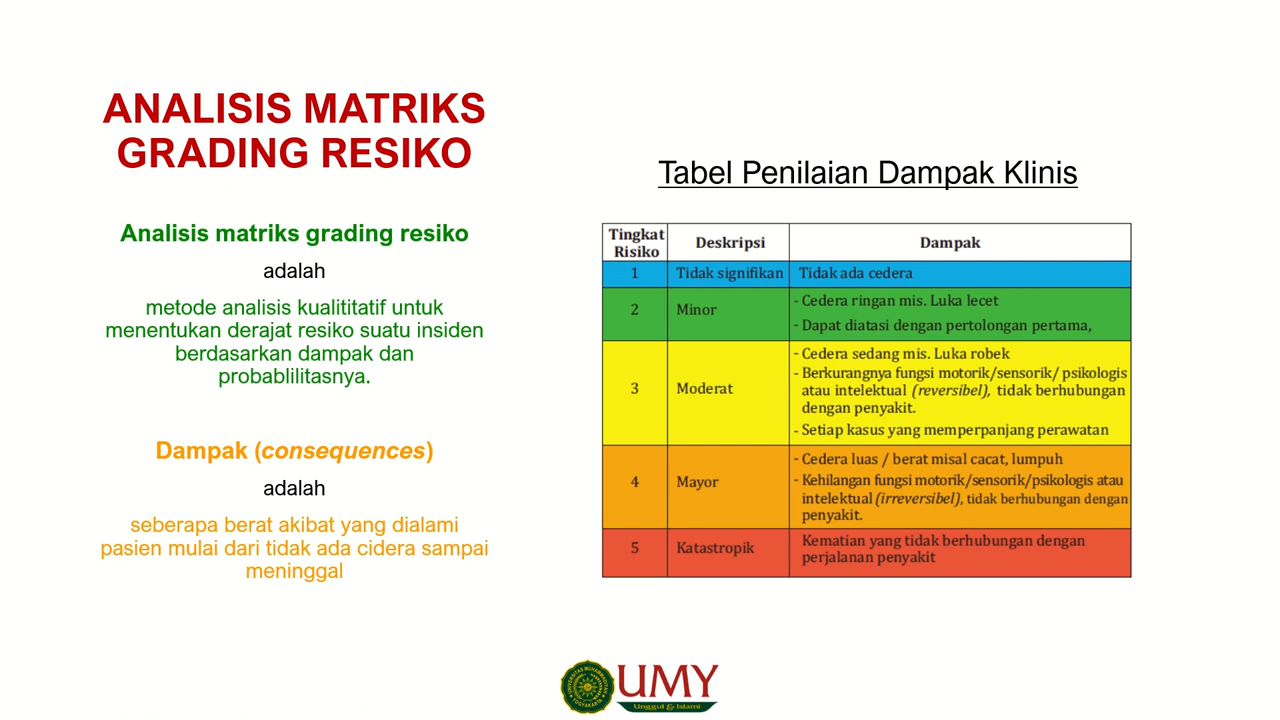 ANALISIS MATRIKS
GRADING RESIKO
Analisis matriks grading resiko
adalah
metode analisis kualititatif untuk
menentukan derajat resiko suatu insiden
berdasarkan dampak dan
probablilitasnya.
Dampak (consequences)
adalah
seberapa berat akibat yang dialami
pasien mulai dari tidak ada cidera sampai
meninggal
Tabel Penilaian Dampak Klinis
Tingkat Risiko Deskripsi Dampak
1 Tidak signifikan Tidak ada cedera
2 Minor - Cedera ringan mis. Luka lecet
- Dapat diatasi dengan pertolongan pertama,
3 Moderat - Cedera sedang mis. Luka robek
- Berkurangnya fungsi motorik/sensorik/ psikologis
atau intelektual (reversibel), tidak berhubungan
dengan penyakit.
- Setiap kasus yang memperpanjang perawatan
4 Mayor - Cedera luas / berat misal cacat, lumpuh
- Kehilangan fungsi motorik/sensorik/psikologis atau
intelektual (irreversibel), tidak berhubungan dengan
penyakit.
5 Katastropik Kematian yang tidak berhubungan dengan
perjalanan penyakit
UNIVERSITAS MUHAMMADIYAH
YOGYAKARTA
UMY
Unggul & Islami